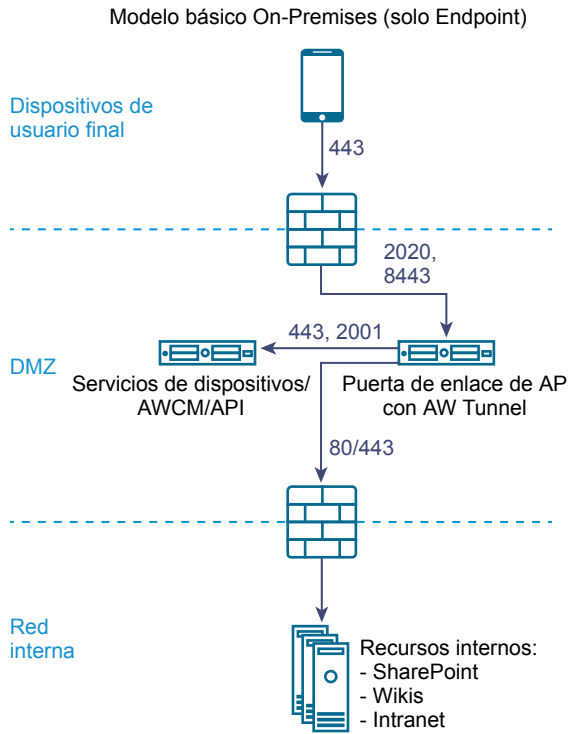 Modelo básico On-Premises (solo Endpoint)
Dispositivos de
usuario final
443
2020,
8443
443, 2001
DMZ
Servicios de dispositivos/
AWCM/API
Puerta de enlace de AP
con AW Tunnel
80/443
Red
interna
Recursos internos:
- SharePoint
- Wikis
- Intranet